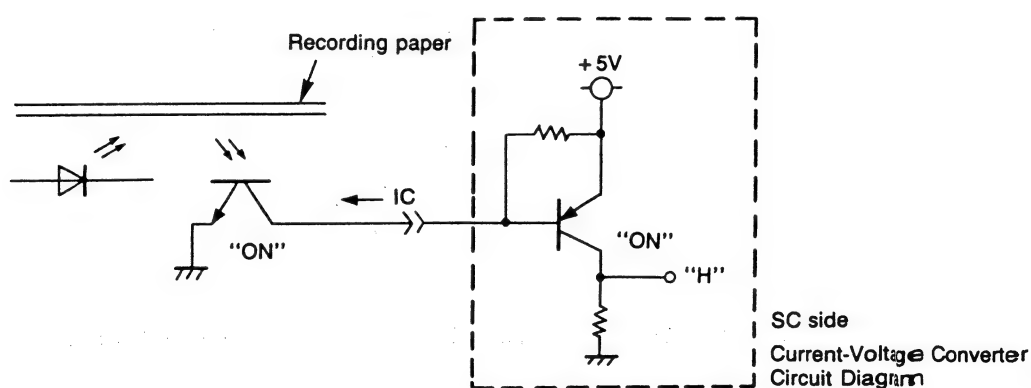 Recording paper
+5V
IC
"ON"
"ON"
"H"
SC side
Current-Voltage Converter
Circuit Diagram